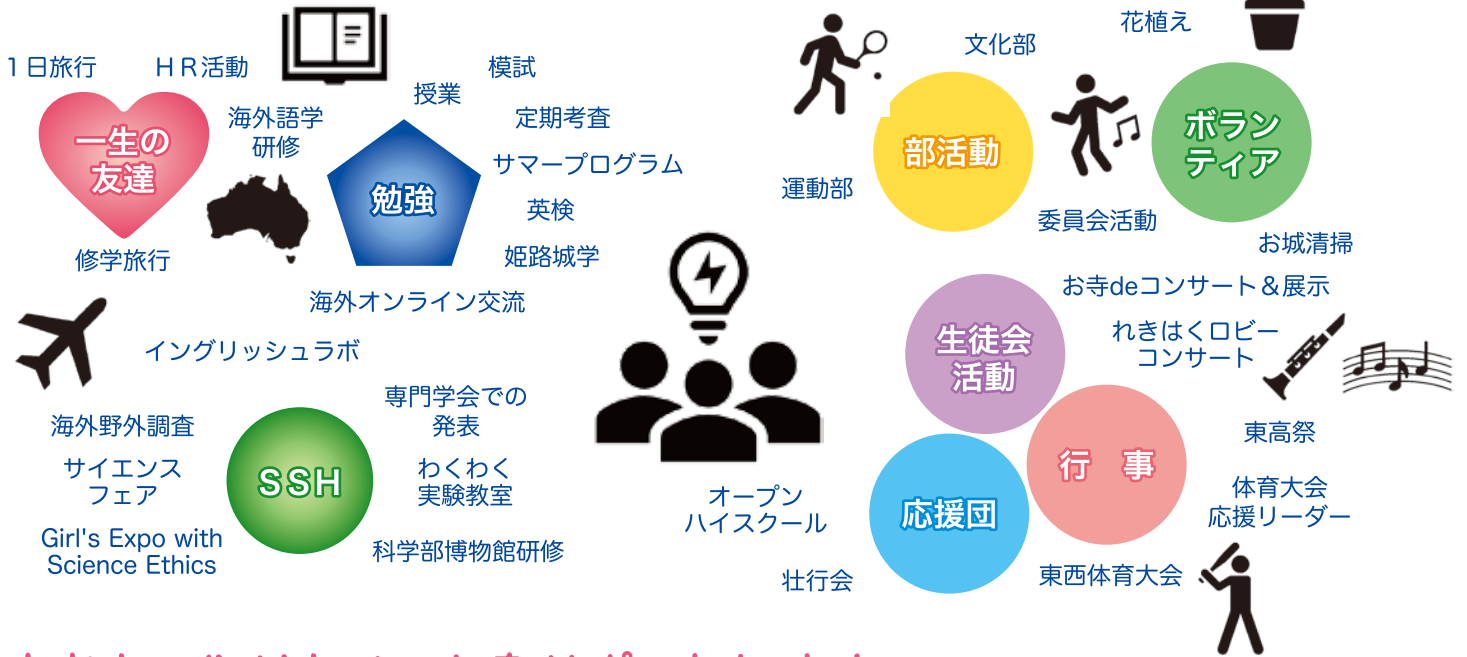 １日旅行
ＨＲ活動
一生の
友達
海外語学
研修
修学旅行
授業
模試
定期考査
サマープログラム
英検
姫路城学
勉強
海外オンライン交流
イングリッシュラボ
海外野外調査
サイエンス
フェア
Girl's Expo with
Science Ethics
SSH
専門学会での
発表
わくわく
実験教室
科学部博物館研修
文化部
花植え
部活動
運動部
ボラン
ティア
委員会活動
お城清掃
お寺deコンサート＆展示
れきはくロビー
コンサート
生徒会
活動
行　事
東高祭
体育大会
応援リーダー
応援団
オープン
ハイスクール
壮行会
東西体育大会